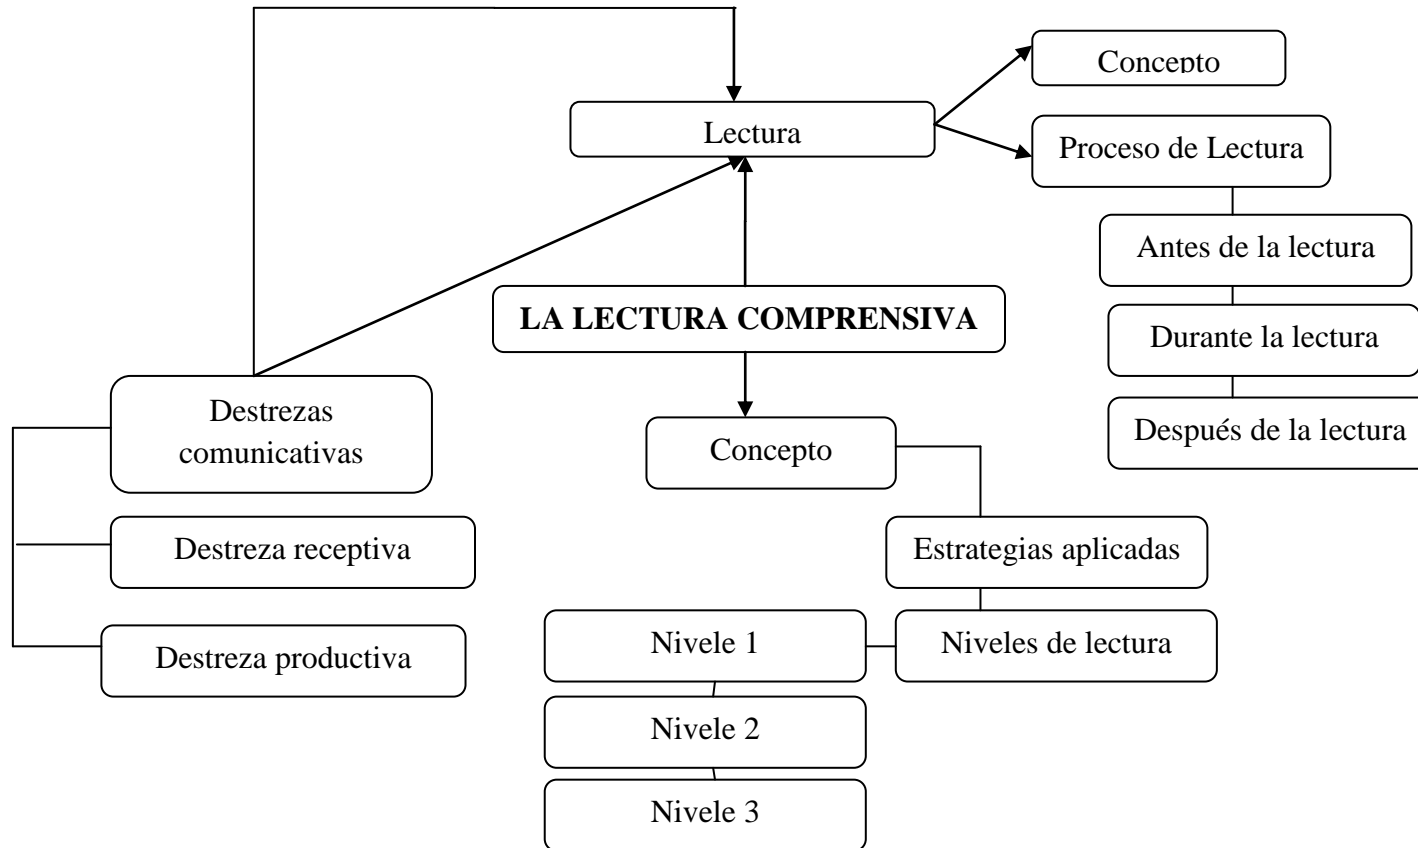 Concepto
Lectura
Proceso de Lectura
Antes de la lectura
LA LECTURA COMPRENSIVA
Durante la lectura
Destrezas
comunicativas
Concepto
Después de la lectura
Destreza receptiva
Estrategias aplicadas
Destreza productiva
Nivele 1
Niveles de lectura
Nivele 2
Nivele 3